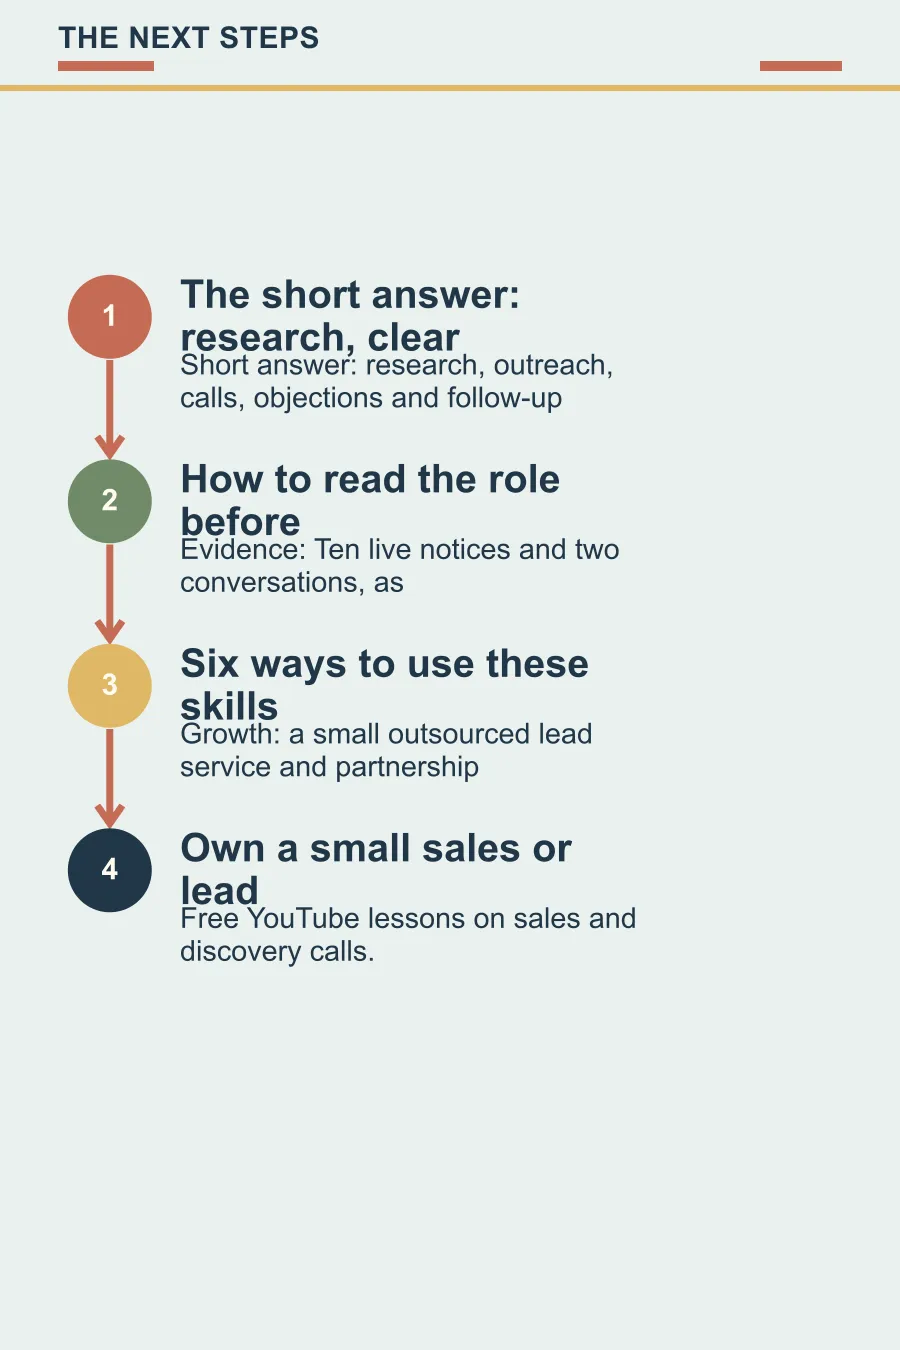 THE NEXT STEPS
1
The short answer:
research, clear
Short answer: research, outreach,
calls, objections and follow-up
2
How to read the role
before
Evidence: Ten live notices and two
conversations, as
3
Six ways to use these
skills
Growth: a small outsourced lead
service and partnership
4
Own a small sales or
lead
Free YouTube lessons on sales and
discovery calls.